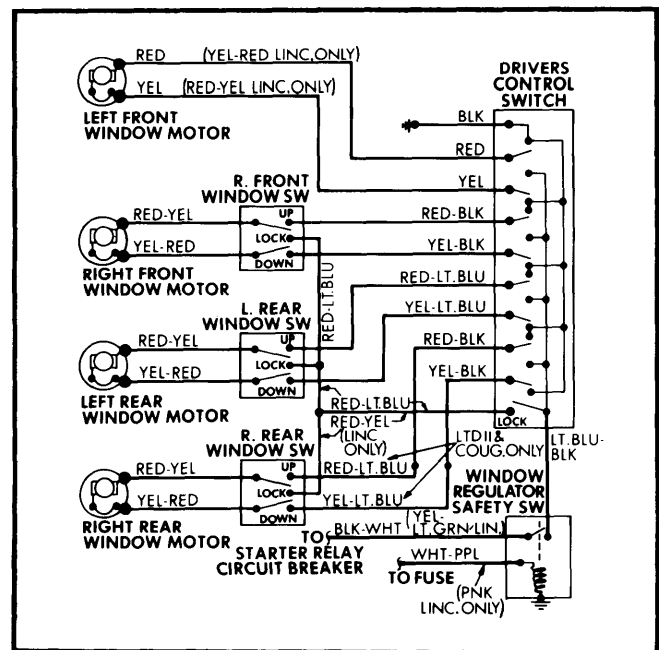 RED (YEL-RED LINC,ONLY)
YEL (RED-YEL LINC,ONLY)
LEFT FRONT
WINDOW MOTOR
DRIVERS
CONTROL
SWITCH
BLK
RED
YEL
R. FRONT
WINDOW SW
RED-YEL
UP
RED-BLK
LOCK
YEL-RED
DOWN
YEL-BLK
RIGHT FRONT
WINDOW MOTOR
RED-LT.BLU
RED-LT.BLU
YEL-LT.BLU
L. REAR
WINDOW SW
RED-YEL
UP
RED-BLK
LOCK
YEL-RED
DOWN
YEL-BLK
LEFT REAR
WINDOW MOTOR
RED-LT.BLU
RED-YEL
(LINC
ONLY)
LOCK
LTDII &
COUG.ONLY
LT.BLU-
BLK
R. REAR
WINDOW SW
RED-YEL
UP
RED-LT.BLU
LOCK
YEL-RED
DOWN
YEL-LT.BLU
RIGHT REAR
WINDOW MOTOR
WINDOW
REGULATOR
SAFETY SW
TO BLK-WHT (YEL-
LT.GRN-LIN.)
STARTER RELAY
CIRCUIT BREAKER
WHT-PPL
TO FUSE
(PNK
LINC.ONLY)